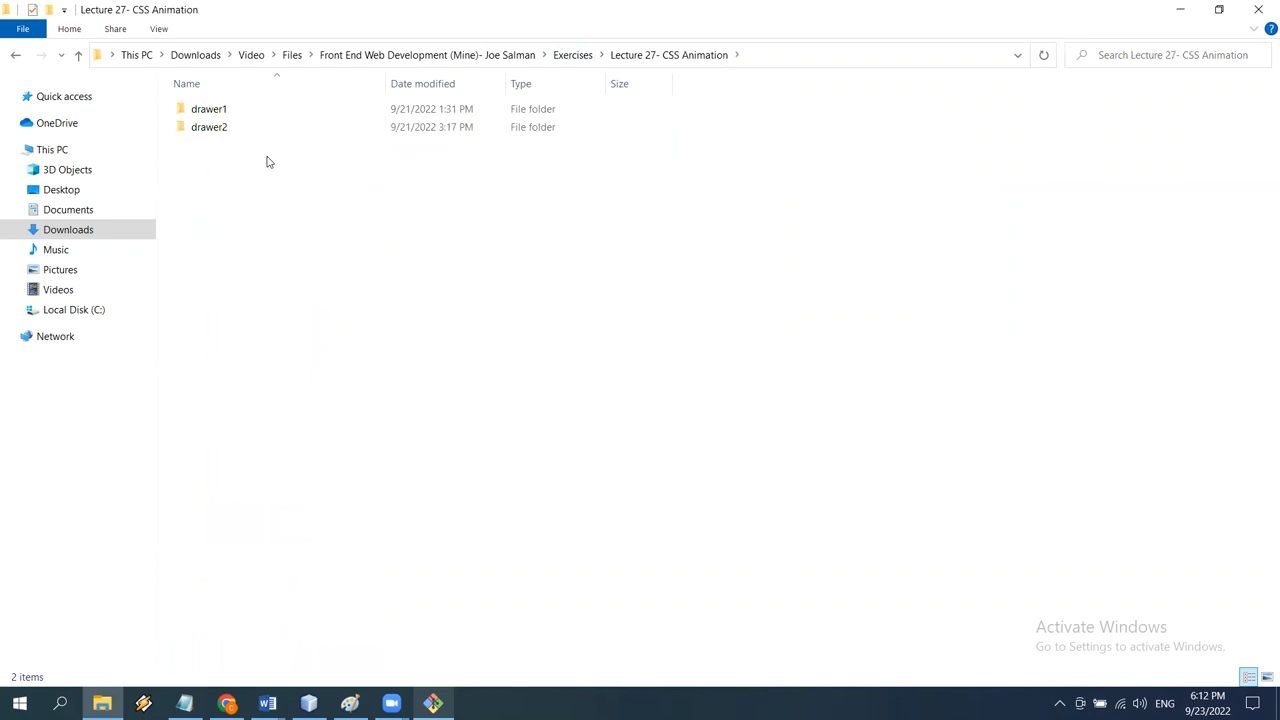 Lecture 27- CSS Animation
File Home Share View
This PC Downloads Video Files Front End Web Development (Mine)- Joe Salman Exercises Lecture 27- CSS Animation Search Lecture 27- CSS Animation
Name Date modified Type Size
Quick access
OneDrive
This PC
3D Objects
Desktop
Documents
Downloads
Music
Pictures
Videos
Local Disk (C:)
Network
drawer1 9/21/2022 1:31 PM File folder
drawer2 9/21/2022 3:17 PM File folder
Activate Windows
Go to Settings to activate Windows.
2 items
ENG
6:12 PM
9/23/2022